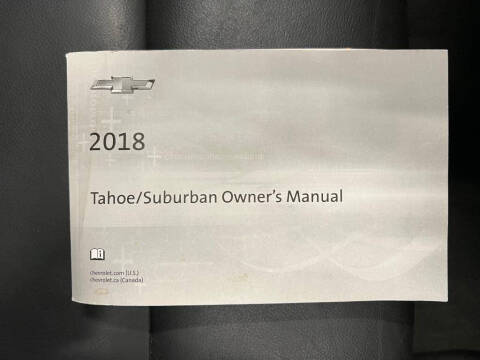 2018
Tahoe/Suburban Owner's Manual
chevrolet.com (U.S.)
chevrolet.ca (Canada)